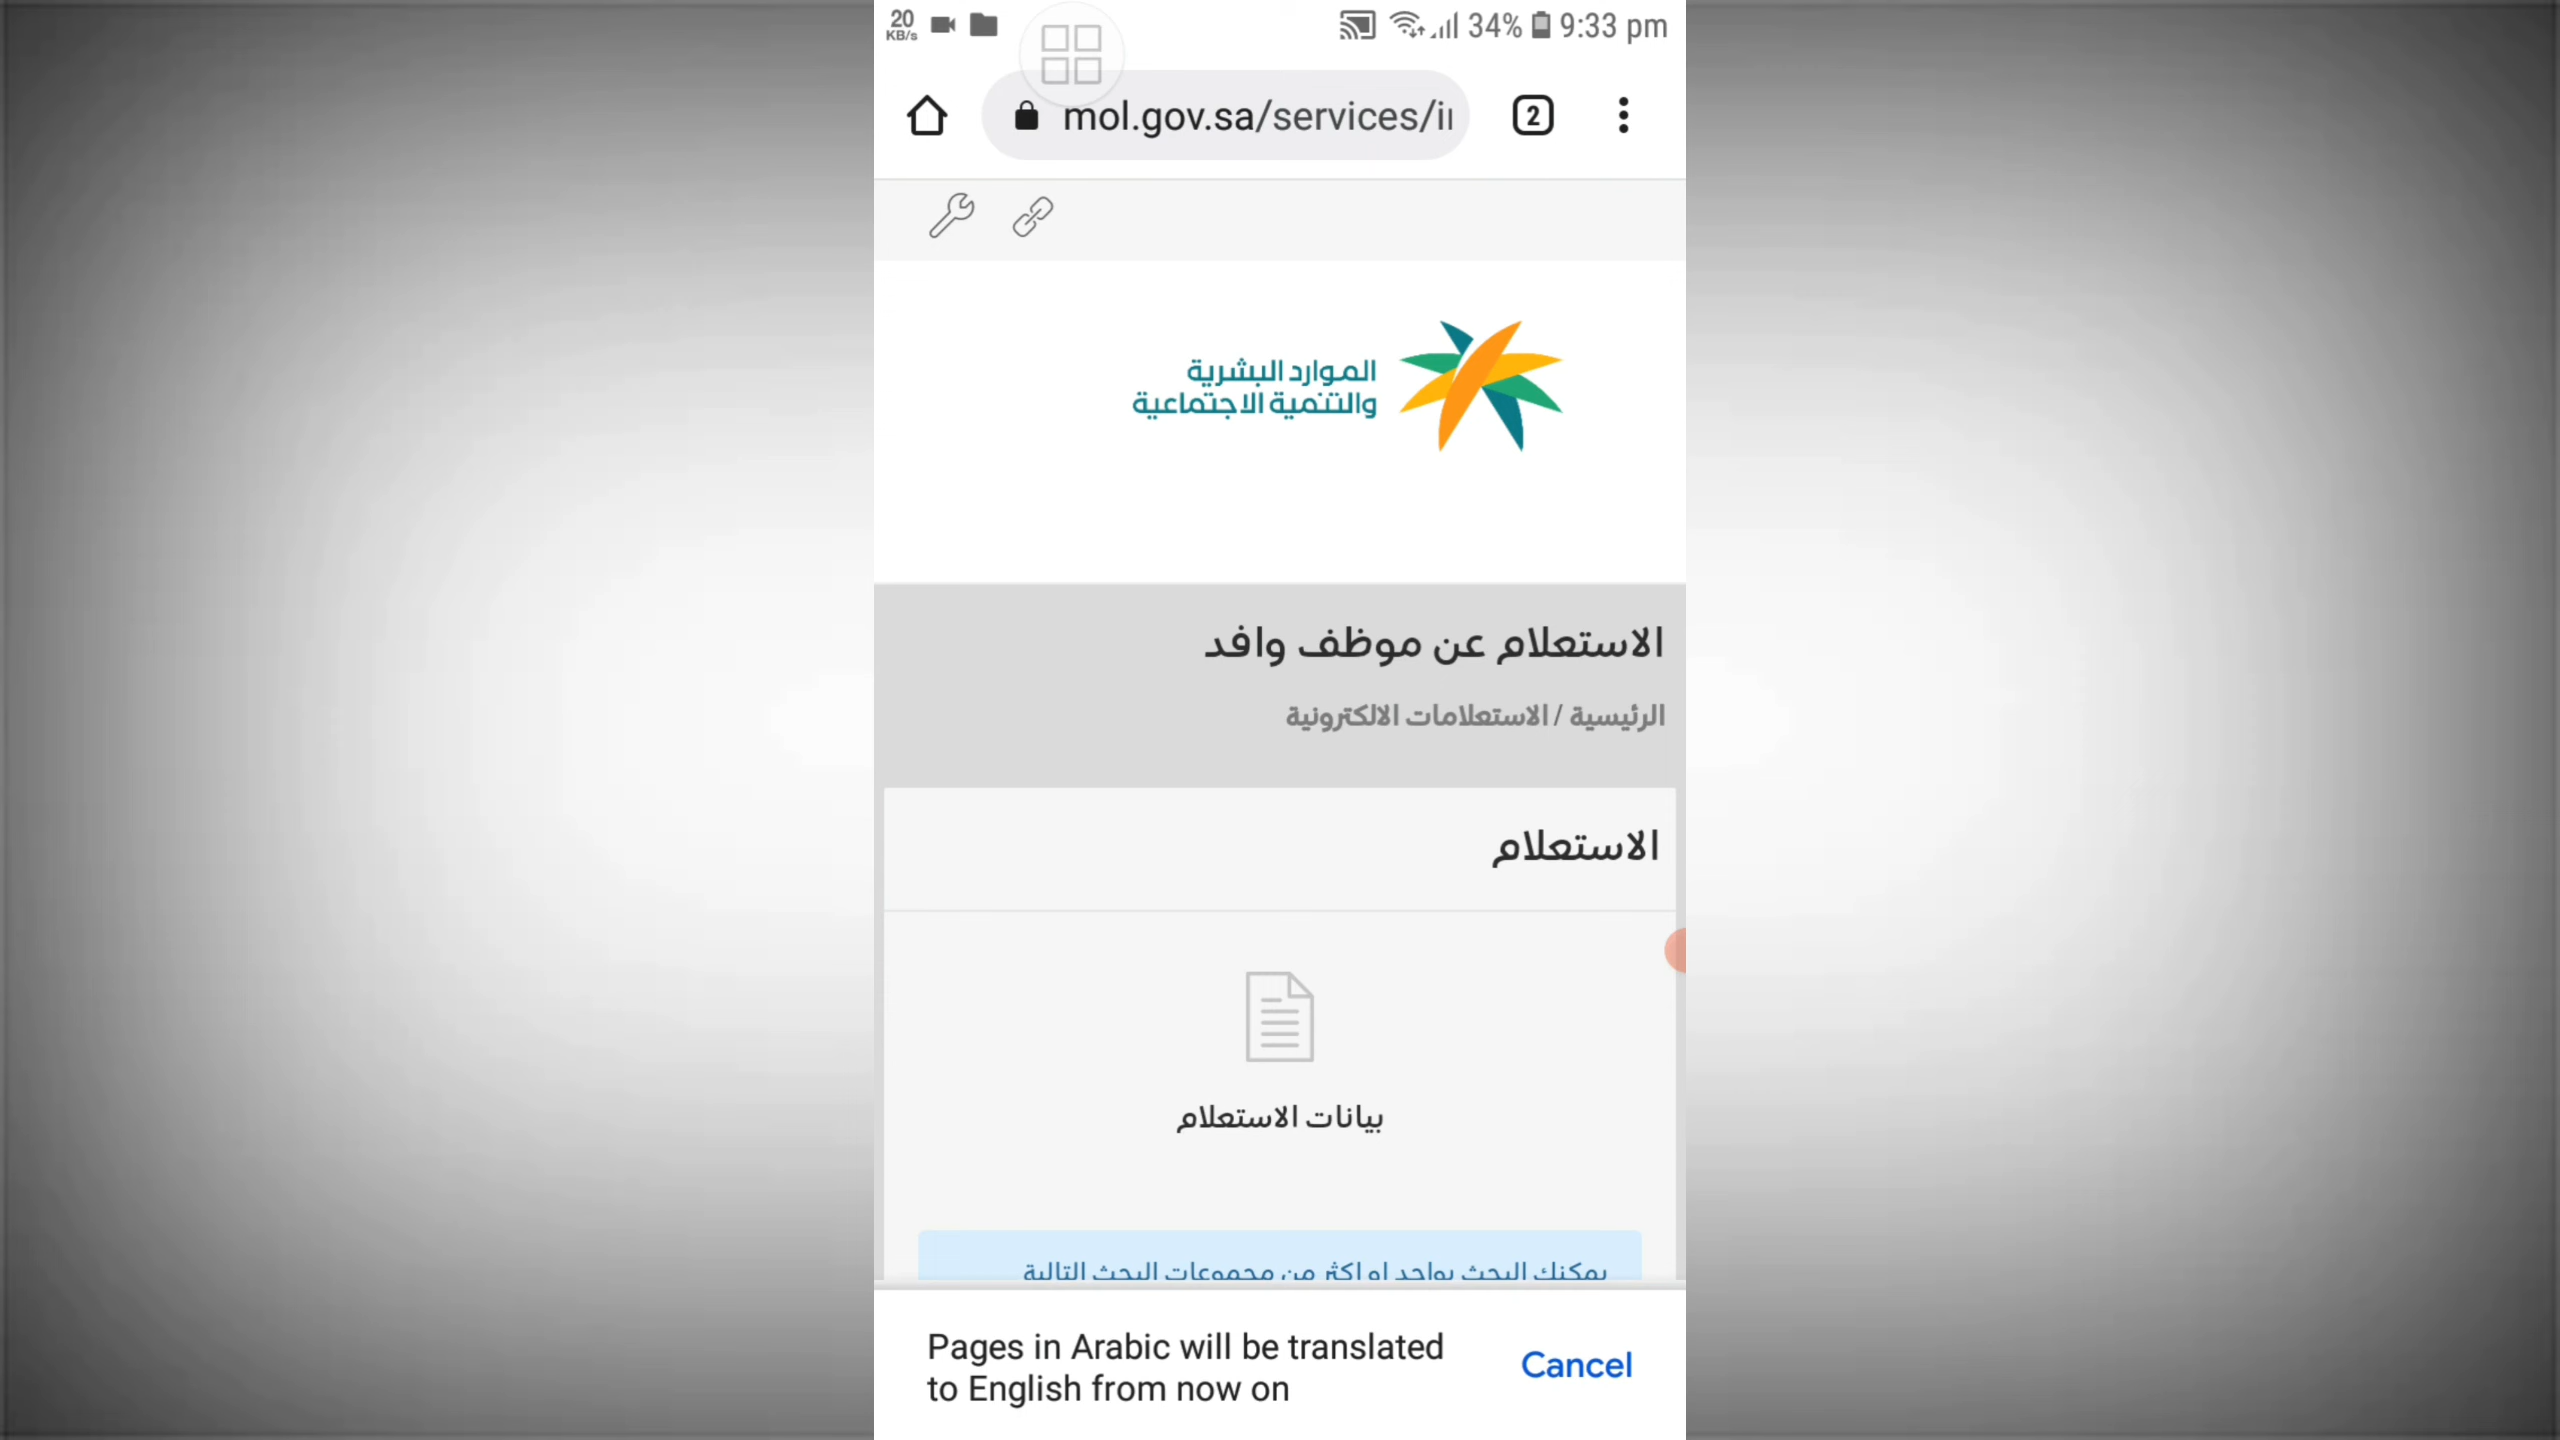 20
KB/s
34% 9:33 pm
mol.gov.sa/services/i
2
الموارد البشرية
والتنمية الاجتماعية
الاستعلام عن موظف وافد
الرئيسية / الاستعلامات الالكترونية
الاستعلام
بيانات الاستعلام
يمكنك البحث بواحد او اكثر من مجموعات البحث التالية
Pages in Arabic will be translated
to English from now on
Cancel